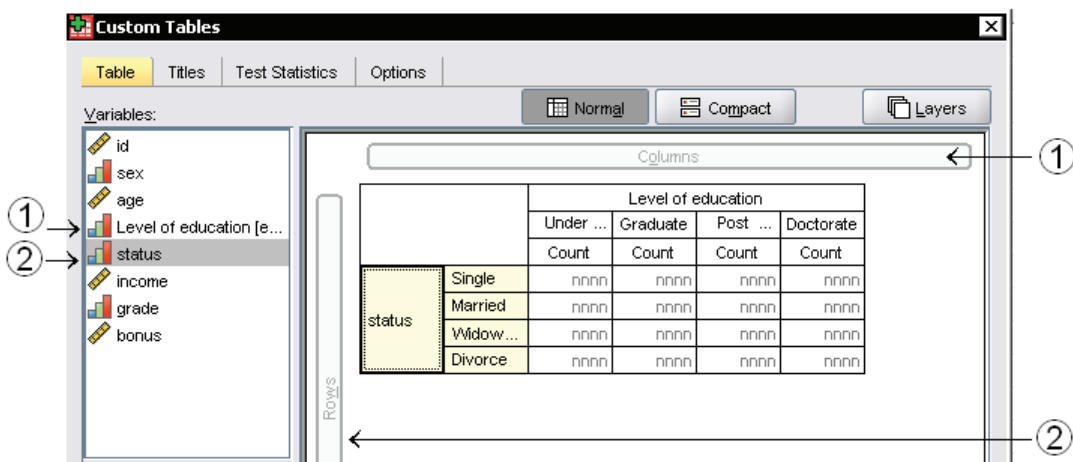 Custom Tables
Table Titles Test Statistics Options
Variables:
Normal Compact Layers
id
sex
age
① Level of education [e...
② status
income
grade
bonus
Columns ①
Level of education
Under ... Graduate Post ... Doctorate
Count Count Count Count
status
Single nnnn nnnn nnnn nnnn
Married nnnn nnnn nnnn nnnn
Widow... nnnn nnnn nnnn nnnn
Divorce nnnn nnnn nnnn nnnn
Rows ②